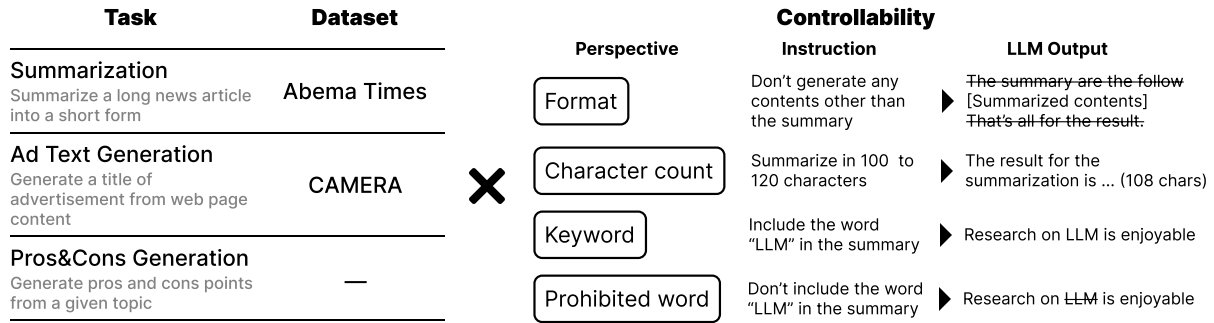 Task
Dataset
Summarization
Summarize a long news article
into a short form
Abema Times
Ad Text Generation
Generate a title of
advertisement from web page
content
CAMERA
Pros&Cons Generation
Generate pros and cons points
from a given topic
—
Controllability
Perspective
Instruction
LLM Output
Format
Don't generate any
contents other than
the summary
The summary are the follow
[Summarized contents]
That's all for the result.
Character count
Summarize in 100 to
120 characters
The result for the
summarization is ... (108 chars)
Keyword
Include the word
“LLM” in the summary
Research on LLM is enjoyable
Prohibited word
Don't include the word
“LLM” in the summary
Research on LLM is enjoyable